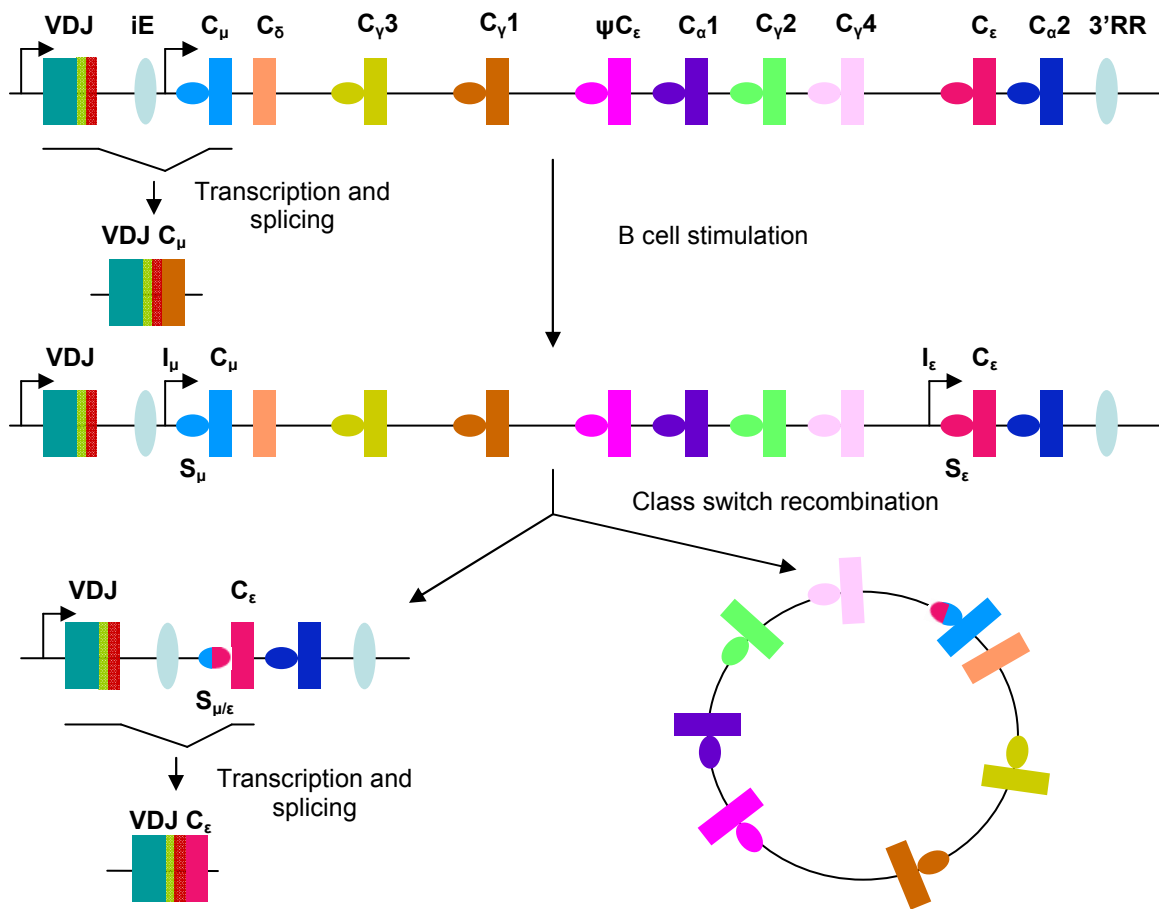 VDJ iE Cμ Cδ Cγ3 Cγ1 ψCε Cα1 Cγ2 Cγ4 Cε Cα2 3'RR
Transcription and
splicing
VDJ Cμ
B cell stimulation
VDJ Iμ Cμ Iε Cε
Sμ Sε
Class switch recombination
VDJ Cε
Sμ/ε
Transcription and
splicing
VDJ Cε